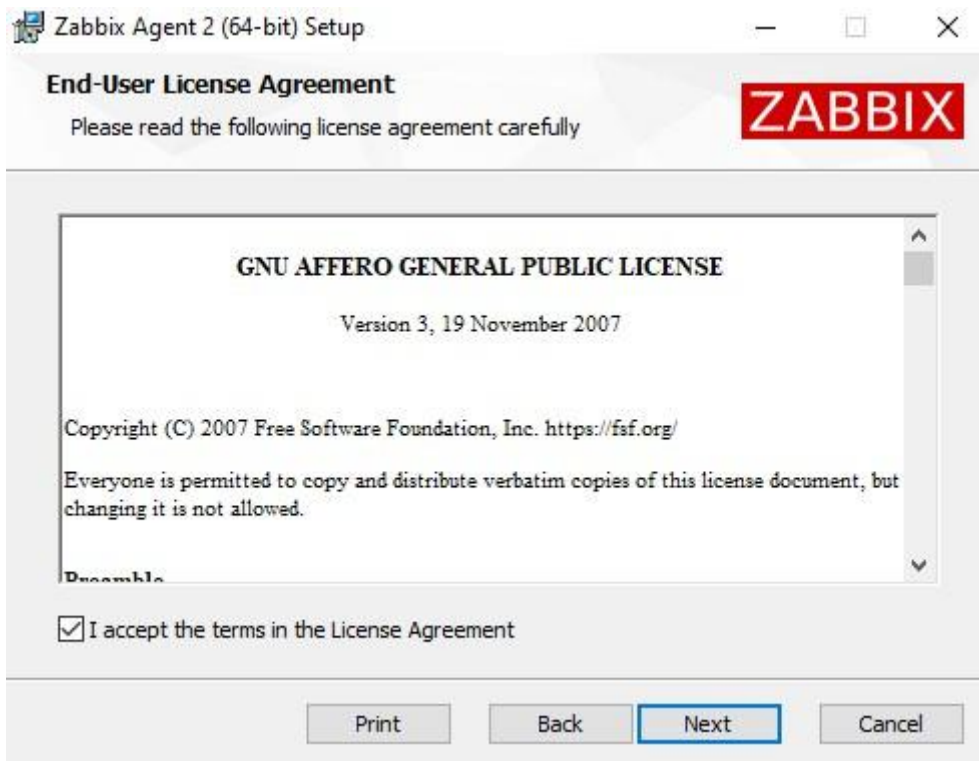 Zabbix Agent 2 (64-bit) Setup
End-User License Agreement
Please read the following license agreement carefully
ZABBIX
GNU AFFERO GENERAL PUBLIC LICENSE
Version 3, 19 November 2007
Copyright (C) 2007 Free Software Foundation, Inc. https://fsf.org/
Everyone is permitted to copy and distribute verbatim copies of this license document, but
changing it is not allowed.
Preamble
I accept the terms in the License Agreement
Print Back Next Cancel